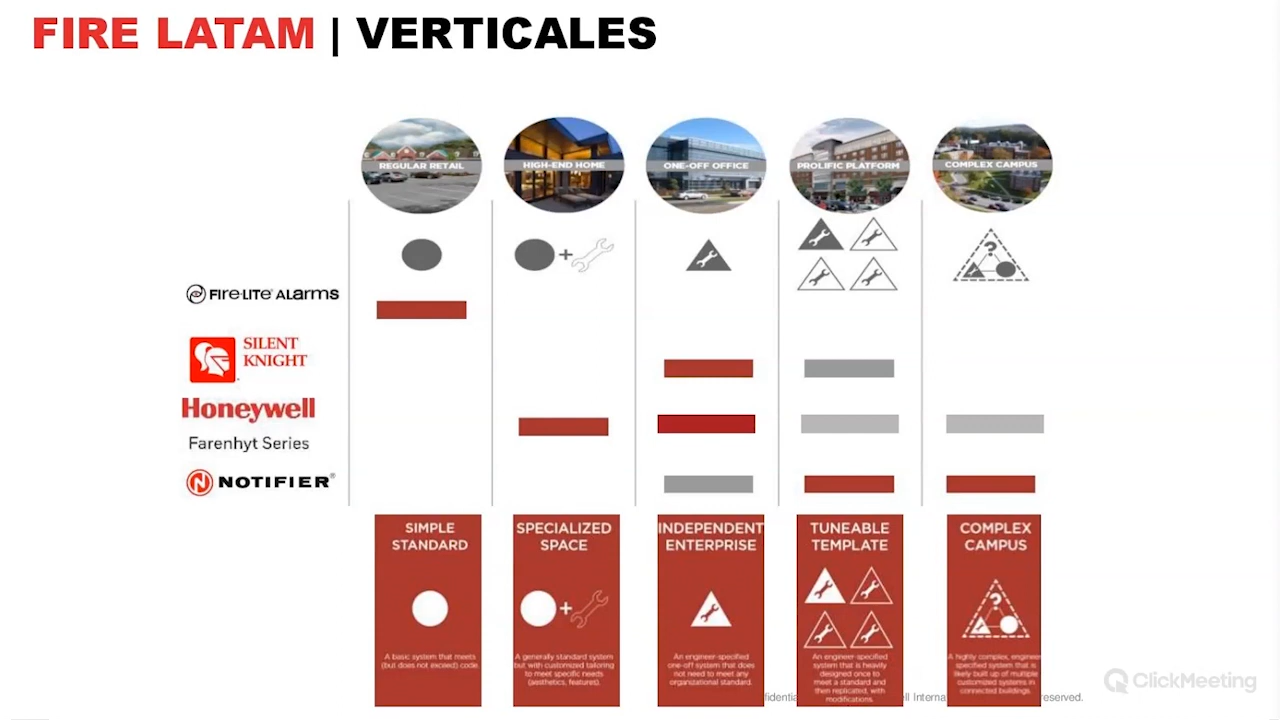 FIRE LATAM | VERTICALES
REGULAR RETAIL
HIGH-END HOME
ONE-OFF OFFICE
PROLIFIC PLATFORM
COMPLEX CAMPUS
?
FIRE-LITE ALARMS
SILENT
KNIGHT
Honeywell
Farenhyt Series
NOTIFIER®
SIMPLE
STANDARD
A basic system that meets
(but does not exceed) code.
SPECIALIZED
SPACE
+
A generally standard system
but with customized tailoring
to meet specific needs
(aesthetics, features).
INDEPENDENT
ENTERPRISE
An engineer-specified
one-off system that does
not need to meet any
organizational standard.
TUNEABLE
TEMPLATE
An engineer-specified
system that is heavily
designed once to
meet a standard and
then replicated, with
modifications.
COMPLEX
CAMPUS
?
A highly complex, engineer
specified system that is
likely built up of multiple
customized systems in
connected buildings.
reserved.
ClickMeeting